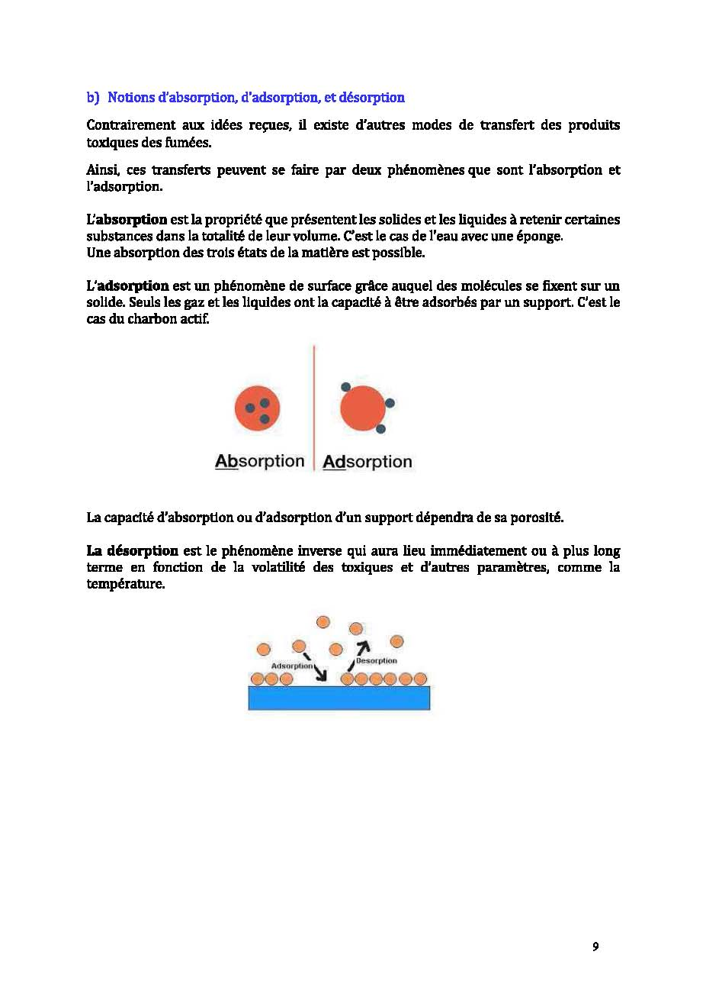 b) Notions d'absorption, d'adsorption, et désorption
Contrairement aux idées reçues, il existe d'autres modes de transfert des produits
toxiques des fumées.
Ainsi, ces transferts peuvent se faire par deux phénomènes que sont l'absorption et
l'adsorption.
L'absorption est la propriété que présentent les solides et les liquides à retenir certaines
substances dans la totalité de leur volume. C'est le cas de l'eau avec une éponge.
Une absorption des trois états de la matière est possible.
L'adsorption est un phénomène de surface grâce auquel des molécules se fixent sur un
solide. Seuls les gaz et les liquides ont la capacité à être adsorbés par un support. C'est le
cas du charbon actif.
Absorption
Adsorption
La capacité d'absorption ou d'adsorption d'un support dépendra de sa porosité.
La désorption est le phénomène inverse qui aura lieu immédiatement ou à plus long
terme en fonction de la volatilité des toxiques et d'autres paramètres, comme la
température.
Adsorption
Desorption
9